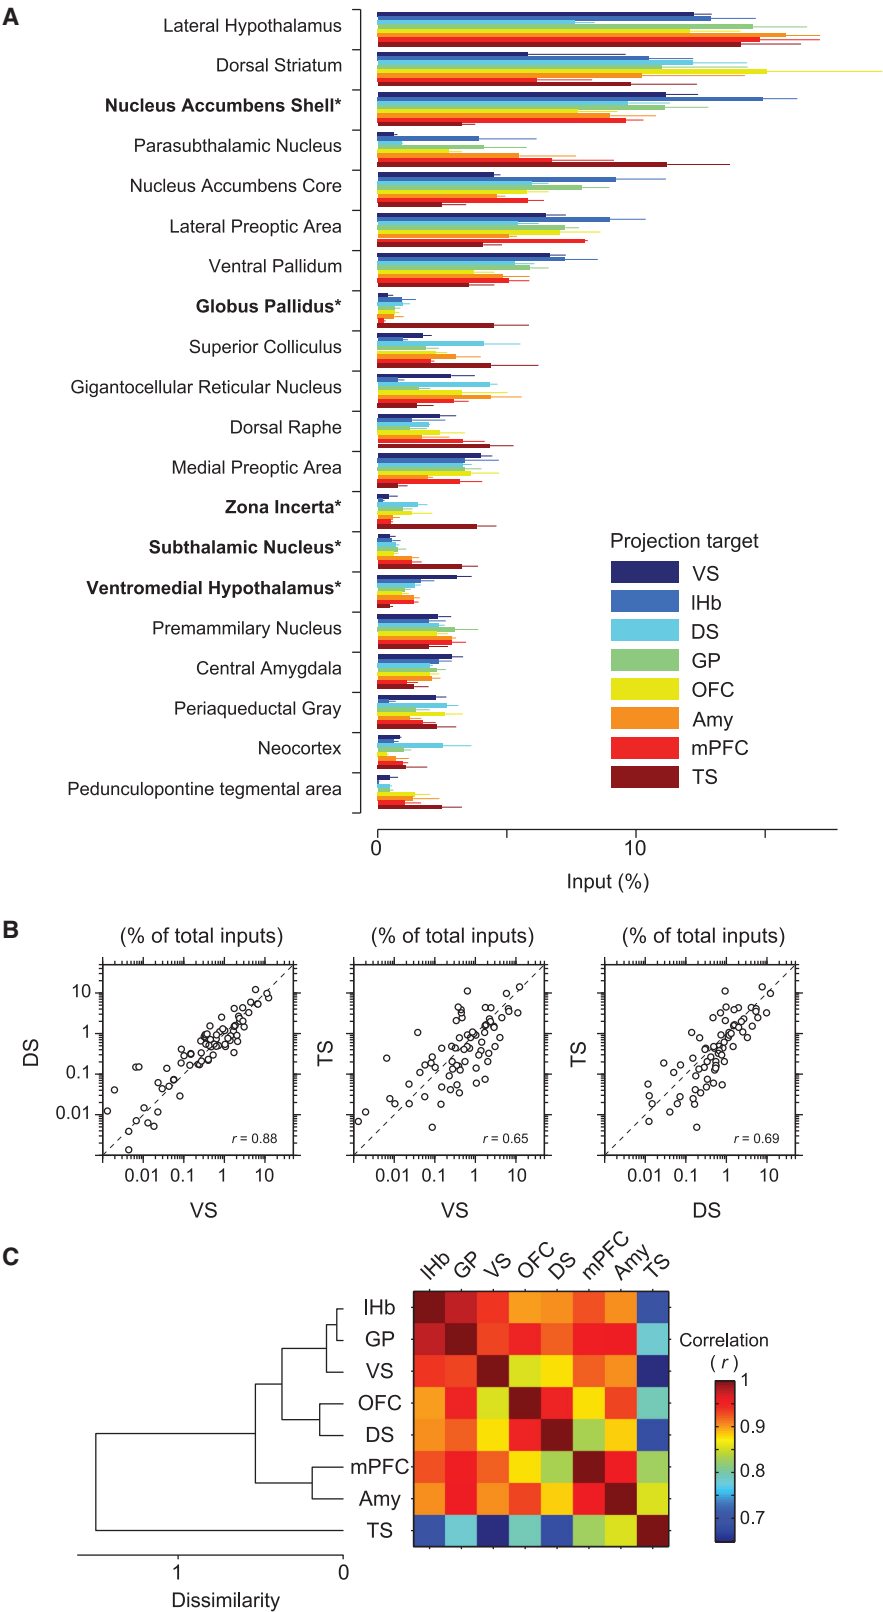 A
Lateral Hypothalamus
Dorsal Striatum
Nucleus Accumbens Shell*
Parasubthalamic Nucleus
Nucleus Accumbens Core
Lateral Preoptic Area
Ventral Pallidum
Globus Pallidus*
Superior Colliculus
Gigantocellular Reticular Nucleus
Dorsal Raphe
Medial Preoptic Area
Zona Incerta*
Subthalamic Nucleus*
Ventromedial Hypothalamus*
Premammilary Nucleus
Central Amygdala
Periaqueductal Gray
Neocortex
Pedunculopontine tegmental area
Projection target
VS
lHb
DS
GP
OFC
Amy
mPFC
TS
0 10
Input (%)
B
(% of total inputs) (% of total inputs) (% of total inputs)
DS
10
1
0.1
0.01
r = 0.88
0.01 0.1 1 10
VS
TS
r = 0.65
0.01 0.1 1 10
VS
TS
r = 0.69
0.01 0.1 1 10
DS
C
lHb GP VS OFC DS mPFC Amy TS
lHb
GP
VS
OFC
DS
mPFC
Amy
TS
1 0
Dissimilarity
Correlation
( r )
1
0.9
0.8
0.7